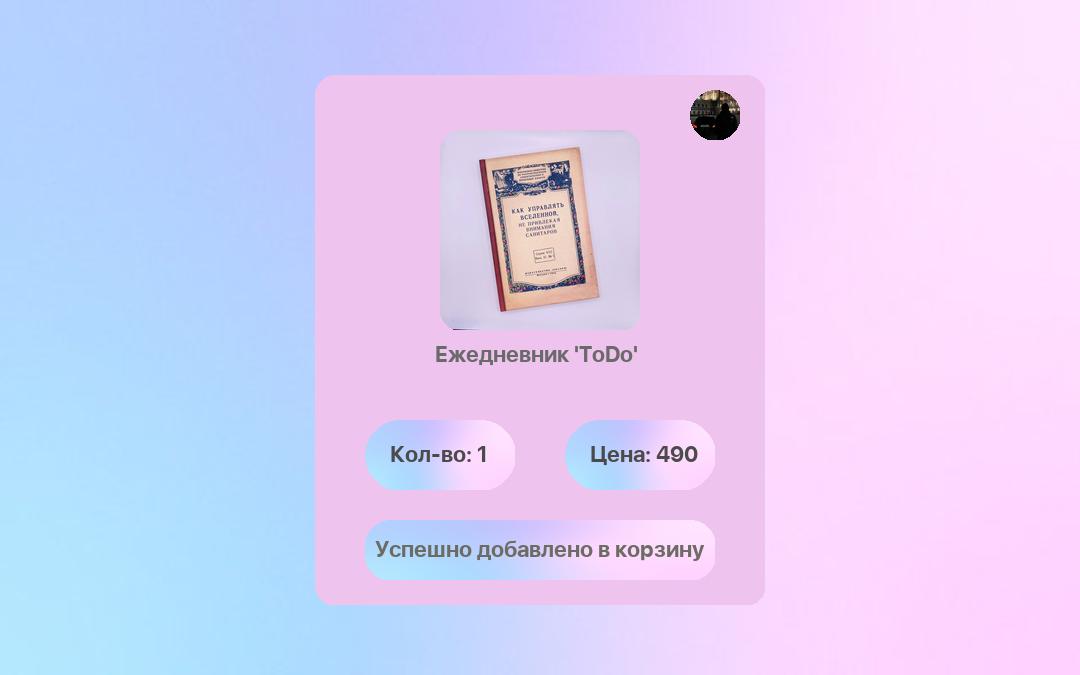 КАК УПРАВЛЯТЬ
ВСЕЛЕННОЙ,
НЕ ПРИВЛЕКАЯ
ВНИМАНИЯ
САНИТАРОВ
Ежедневник 'ToDo'
Кол-во: 1
Цена: 490
Успешно добавлено в корзину